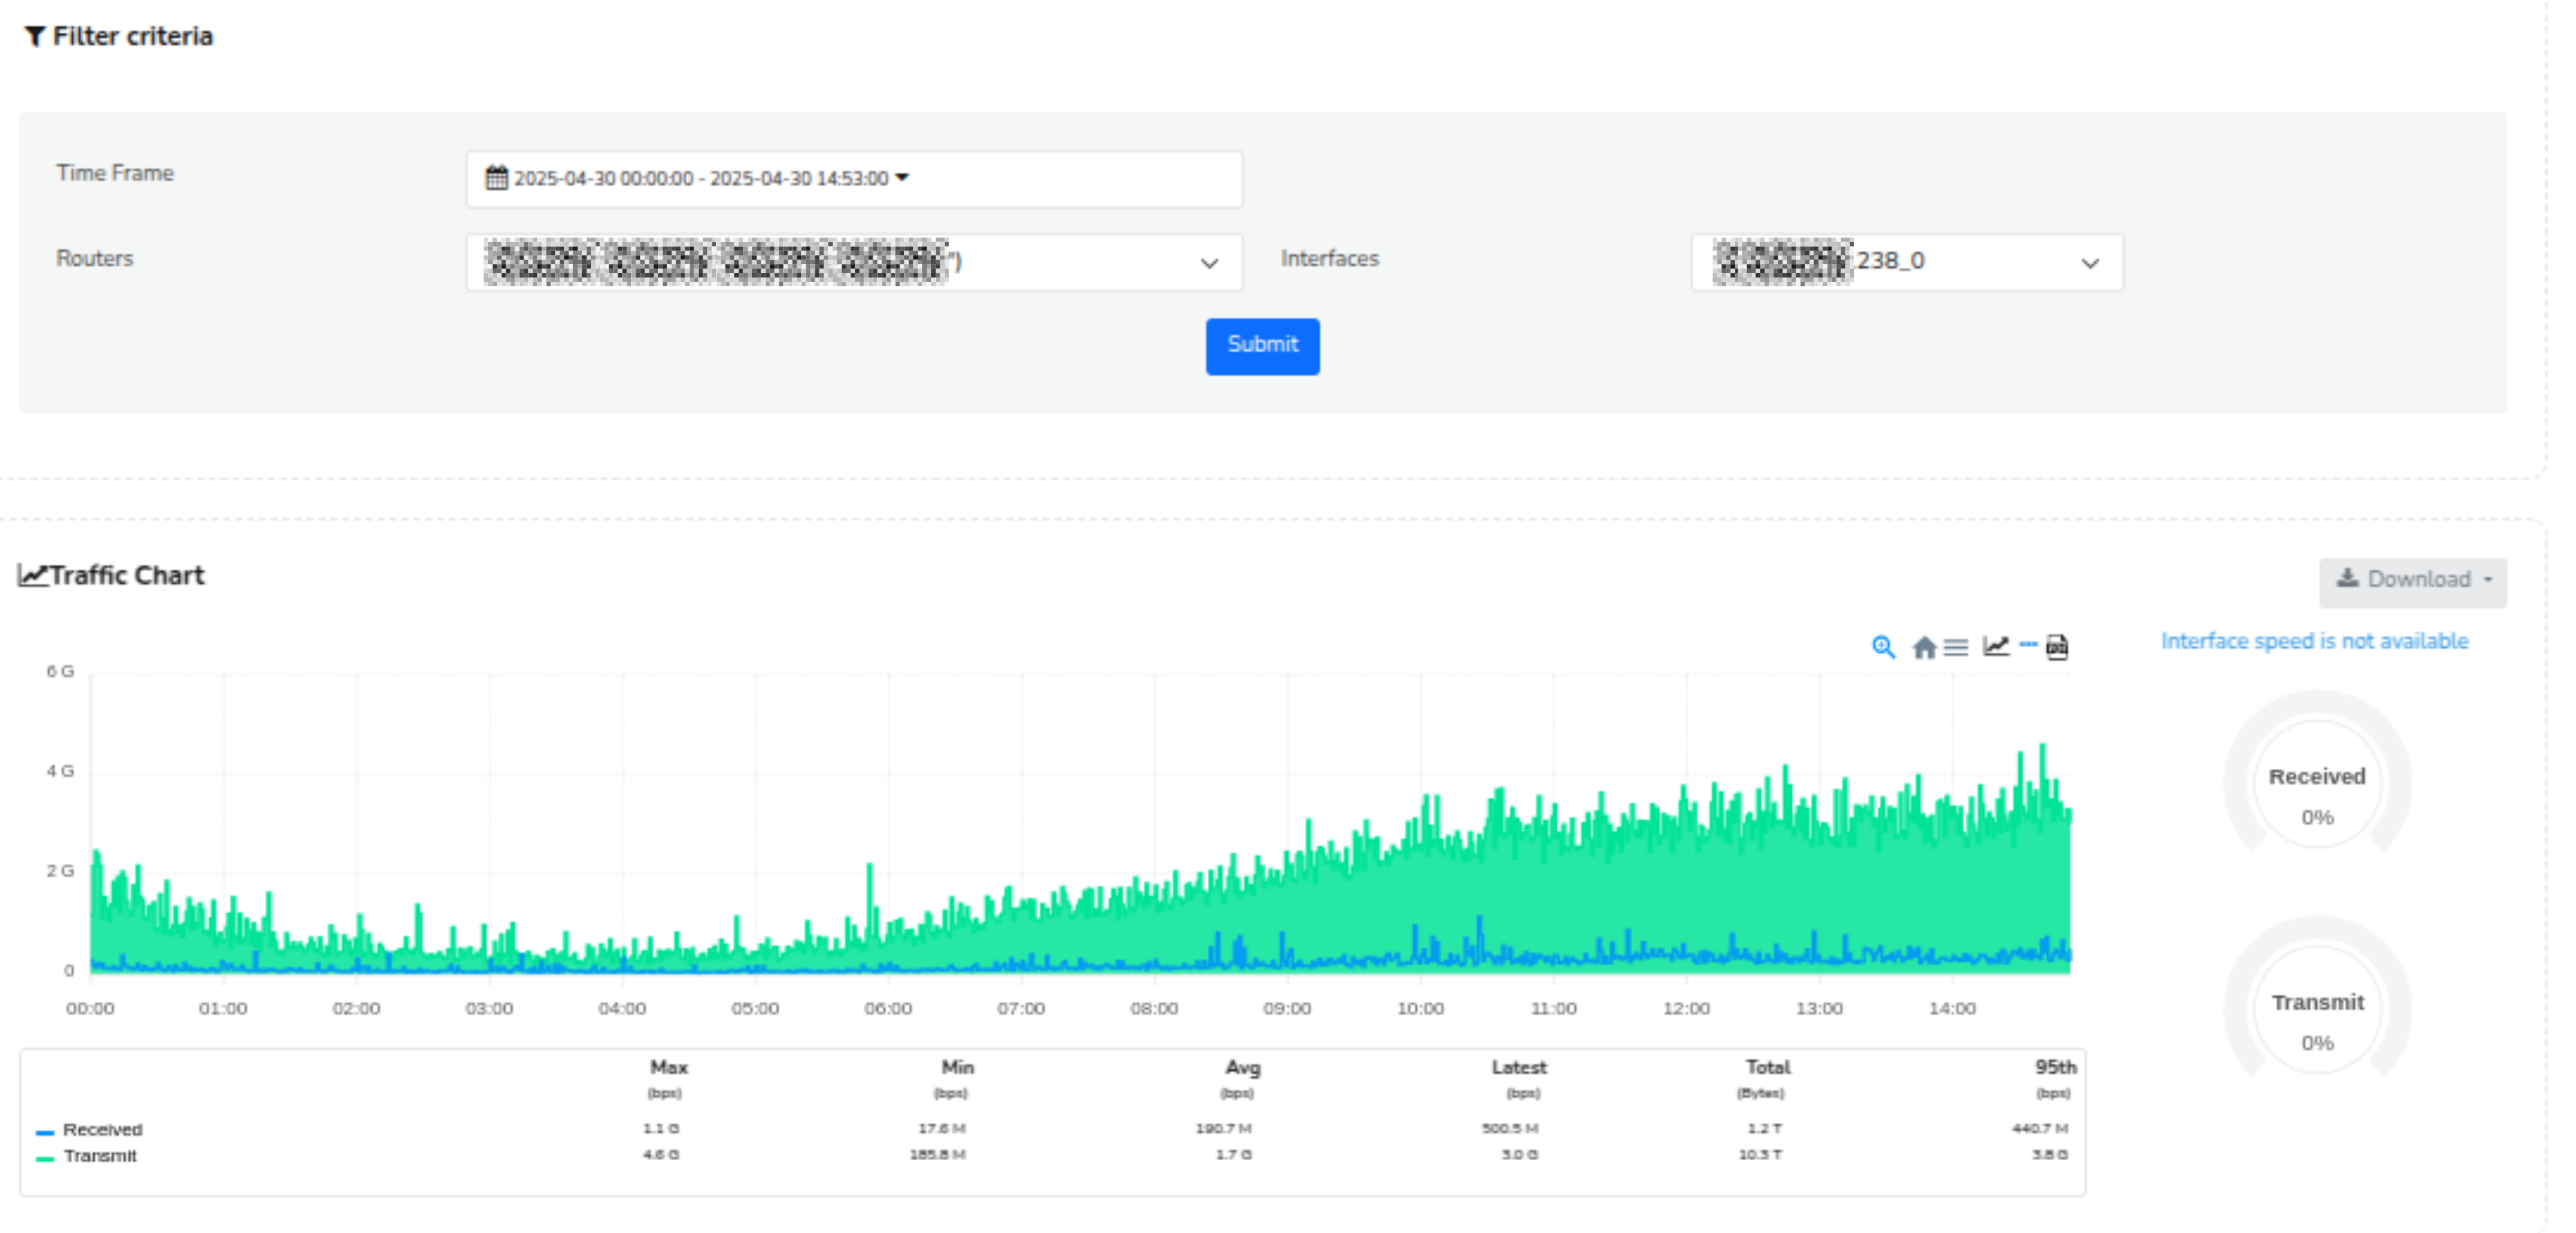 Filter criteria
Time Frame
2025-04-30 00:00:00 - 2025-04-30 14:53:00
Routers
")
Interfaces
238_0
Submit
Traffic Chart
Download
Interface speed is not available
6 G
4 G
2 G
0
00:00 01:00 02:00 03:00 04:00 05:00 06:00 07:00 08:00 09:00 10:00 11:00 12:00 13:00 14:00
Received
0%
Transmit
0%
Max Min Avg Latest Total 95th
(bps) (bps) (bps) (bps) (Bytes) (bps)
Received 1.1 G 17.6 M 190.7 M 500.5 M 1.2 T 440.7 M
Transmit 4.6 G 185.8 M 1.7 G 3.0 G 10.3 T 3.8 G